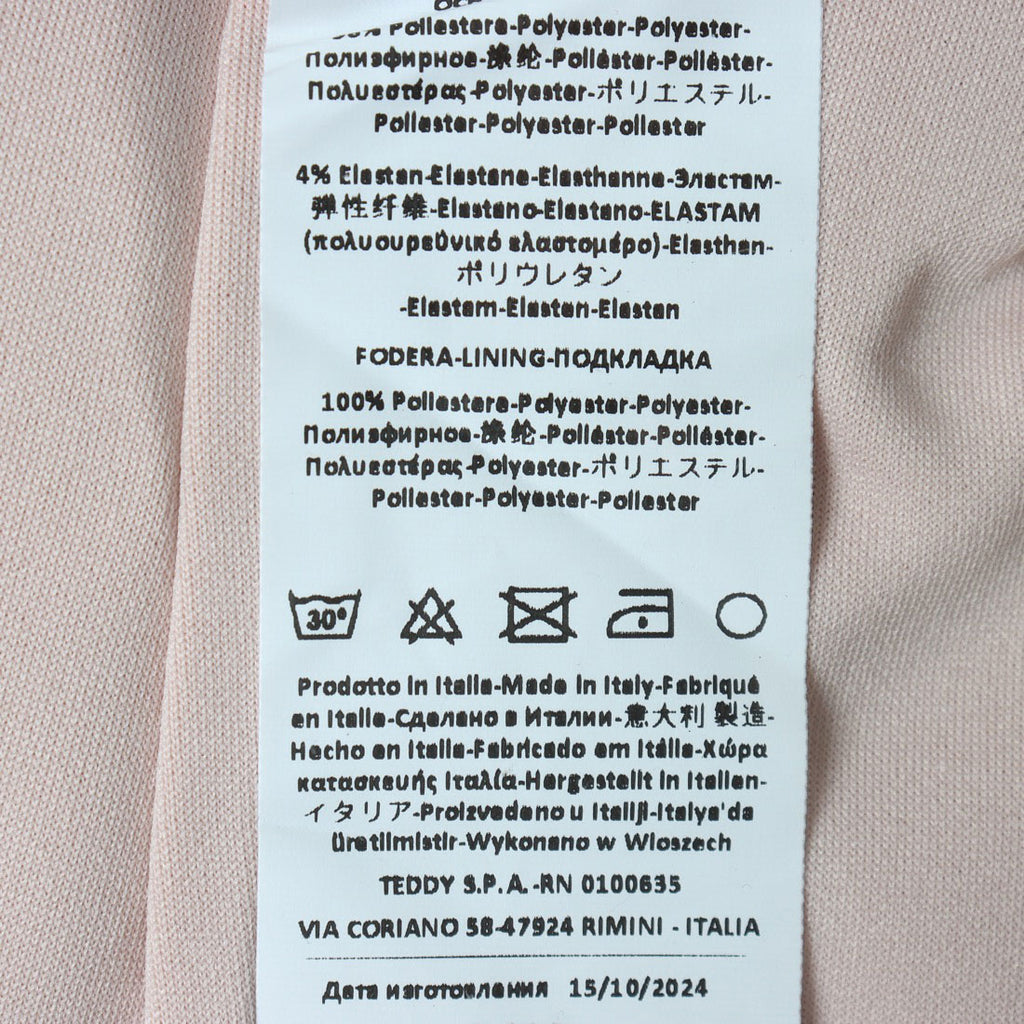 Poliestere-Polyester-Polyester-
Полиэфирное-涤纶-Poliéster-Poliéster-
Πολυεστέρας-Polyester-ポリエステル-
Poliester-Polyester-Poliester
4% Elastan-Elastane-Elasthanne-Эластам-
弹性纤维-Elastano-Elastano-ELASTAM
(πολυουρεθνικό ελαστομέρο)-Elasthen-
ポリウレタン
-Elastam-Elasten-Elastan
FODERA-LINING-ПОДКЛАДКА
100% Poliestere-Polyester-Polyester-
Полиэфирное-涤纶-Poliéster-Poliéster-
Πολυεστέρας-Polyester-ポリエステル-
Poliester-Polyester-Poliester
30°
Prodotto in Italia-Made in Italy-Fabriqué
en Italie-Сделано в Италии-意大利 製造-
Hecho en Italia-Fabricado em Itália-Χώρα
κατασκευής Ιταλία-Hergestellt in Italien-
イタリア-Proizvedeno u Italiji-Italya'da
üretilmistir-Wykonano w Wloszech
TEDDY S.P.A.-RN 0100635
VIA CORIANO 58-47924 RIMINI - ITALIA
Дата изготовления 15/10/2024